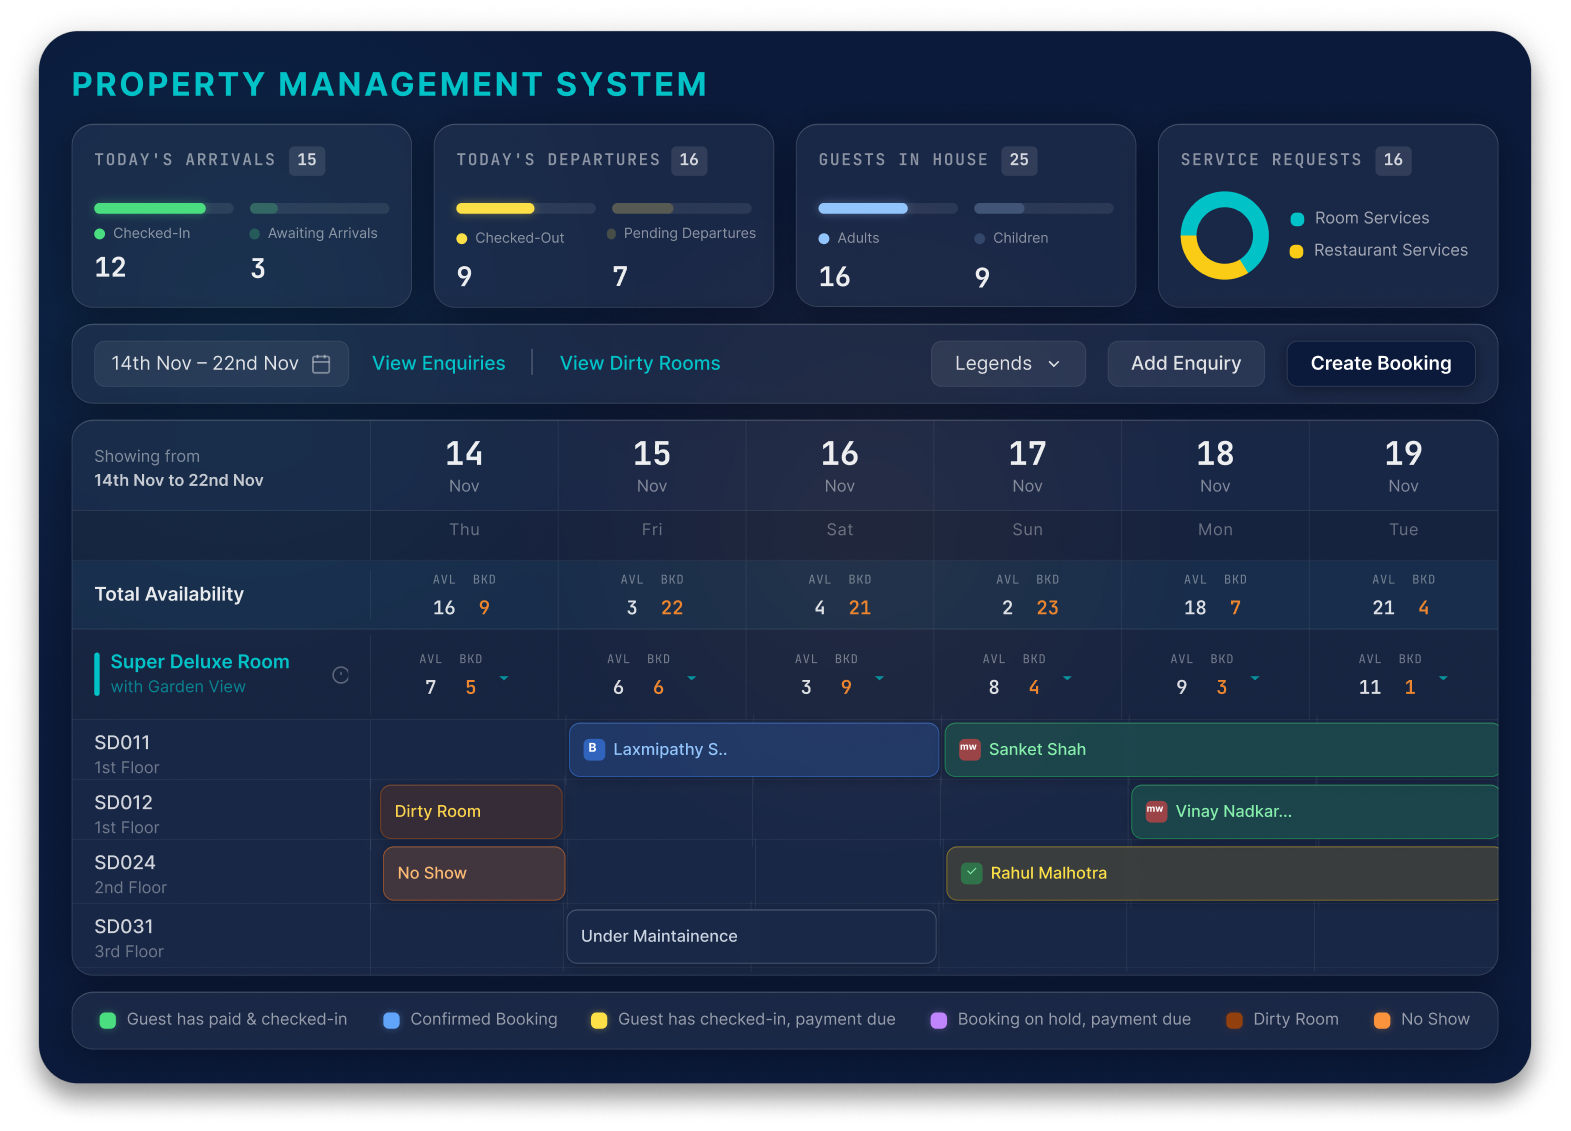 PROPERTY MANAGEMENT SYSTEM
TODAY'S ARRIVALS 15
Checked-In
Awaiting Arrivals
12
3
TODAY'S DEPARTURES 16
Checked-Out
Pending Departures
9
7
GUESTS IN HOUSE 25
Adults
Children
16
9
SERVICE REQUESTS 16
Room Services
Restaurant Services
14th Nov – 22nd Nov
View Enquiries
View Dirty Rooms
Legends
Add Enquiry
Create Booking
Showing from
14th Nov to 22nd Nov
14 15 16 17 18 19
Nov Nov Nov Nov Nov Nov
Thu Fri Sat Sun Mon Tue
Total Availability
AVL BKD AVL BKD AVL BKD AVL BKD AVL BKD AVL BKD
16 9 3 22 4 21 2 23 18 7 21 4
Super Deluxe Room
with Garden View
AVL BKD AVL BKD AVL BKD AVL BKD AVL BKD AVL BKD
7 5 6 6 3 9 8 4 9 3 11 1
SD011
1st Floor
B Laxmipathy S..
mw Sanket Shah
SD012
1st Floor
Dirty Room
mw Vinay Nadkar...
SD024
2nd Floor
No Show
Rahul Malhotra
SD031
3rd Floor
Under Maintainence
Guest has paid & checked-in
Confirmed Booking
Guest has checked-in, payment due
Booking on hold, payment due
Dirty Room
No Show